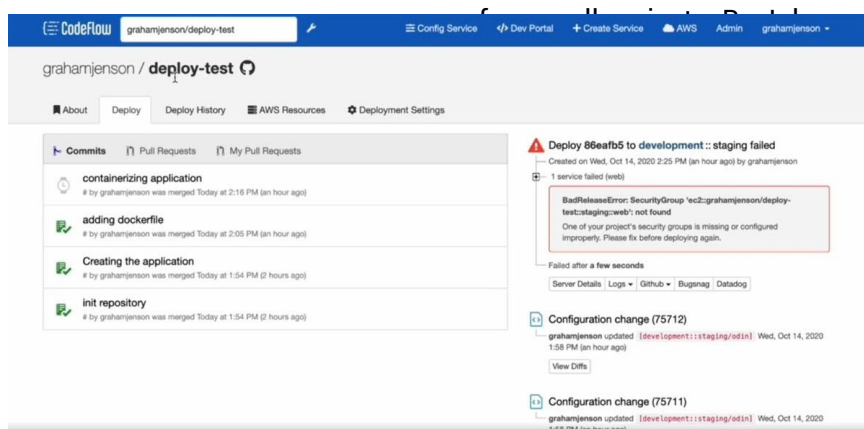 CodeFlow
grahamjenson/deploy-test
Config Service
</> Dev Portal
+ Create Service
AWS
Admin
grahamjenson
grahamjenson / deploy-test
About
Deploy
Deploy History
AWS Resources
Deployment Settings
Commits
Pull Requests
My Pull Requests
containerizing application
# by grahamjenson was merged Today at 2:16 PM (an hour ago)
adding dockerfile
# by grahamjenson was merged Today at 2:05 PM (an hour ago)
Creating the application
# by grahamjenson was merged Today at 1:54 PM (2 hours ago)
init repository
# by grahamjenson was merged Today at 1:54 PM (2 hours ago)
Deploy 86eafb5 to development :: staging failed
Created on Wed, Oct 14, 2020 2:25 PM (an hour ago) by grahamjenson
1 service failed (web)
BadReleaseError: SecurityGroup 'ec2::grahamjenson/deploy-
test::staging::web': not found
One of your project's security groups is missing or configured
improperly. Please fix before deploying again.
Failed after a few seconds
Server Details
Logs
Github
Bugsnag
Datadog
Configuration change (75712)
grahamjenson updated [development::staging/odin] Wed, Oct 14, 2020
1:58 PM (an hour ago)
View Diffs
Configuration change (75711)
grahamjenson updated [development::staging/odin] Wed, Oct 14, 2020
1:58 PM (an hour ago)